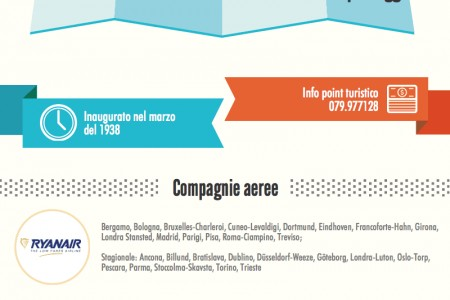 Info point turistico
079.977128
Inaugurato nel marzo
del 1938
Compagnie aeree
RYANAIR
THE LOW FARES AIRLINE
Bergamo, Bologna, Bruxelles-Charleroi, Cuneo-Levaldigi, Dortmund, Eindhoven, Francoforte-Hahn, Girona,
Londra Stansted, Madrid, Parigi, Pisa, Roma-Ciampino, Treviso;
Stagionale: Ancona, Billund, Bratislava, Dublino, Düsseldorf-Weeze, Göteborg, Londra-Luton, Oslo-Torp,
Pescara, Parma, Stoccolma-Skavsta, Torino, Trieste